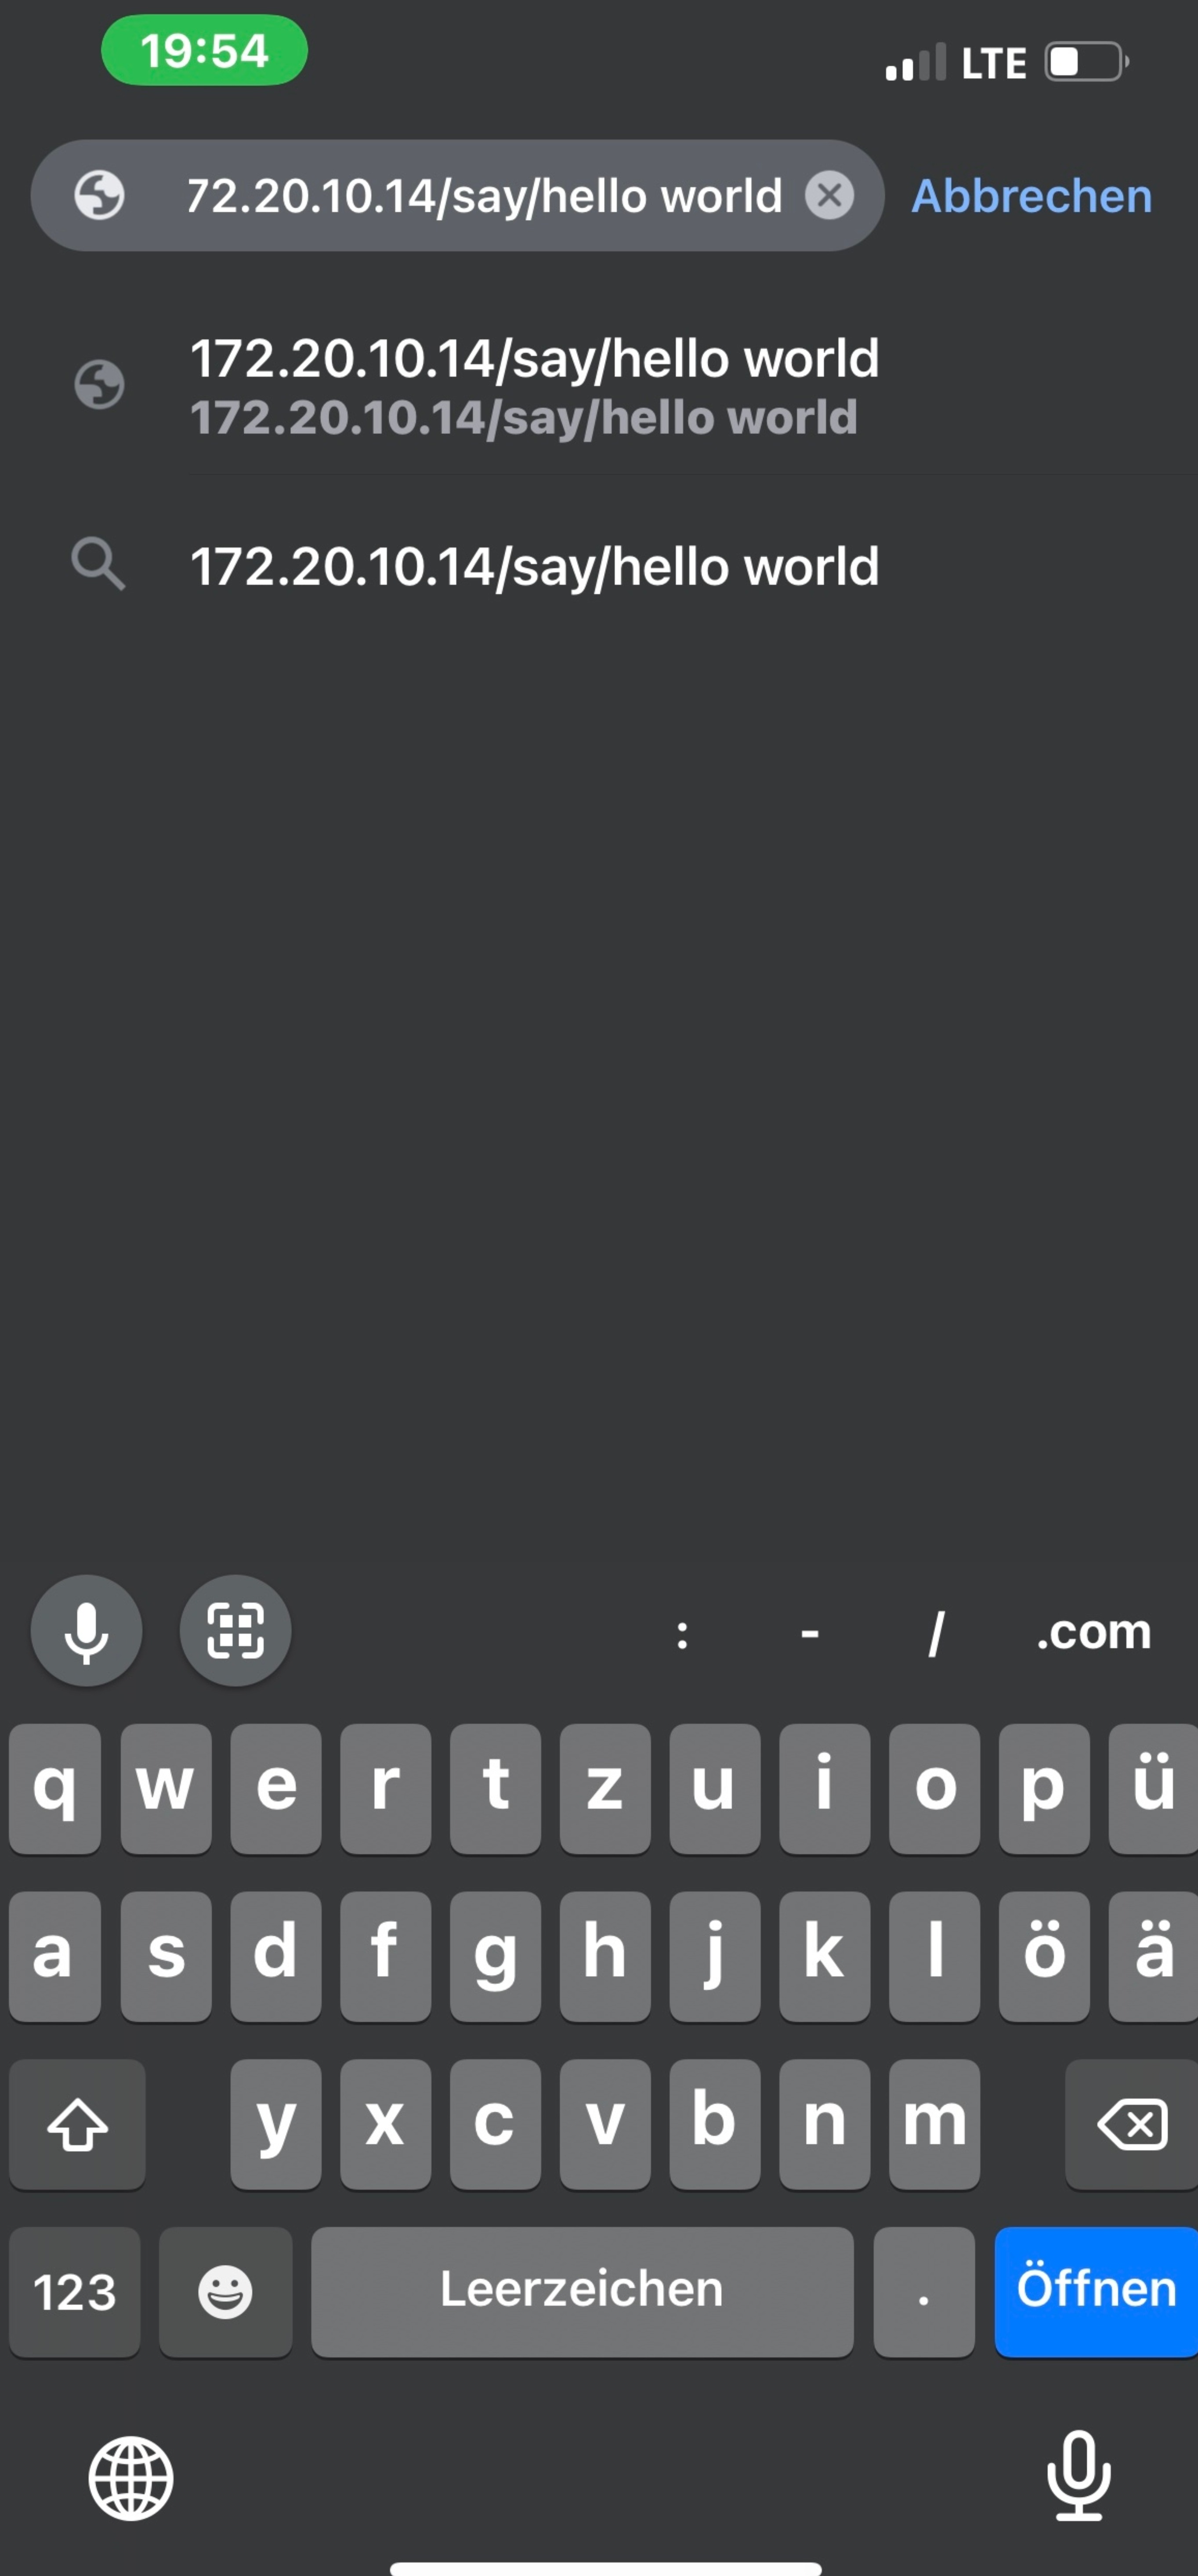 19:54
LTE
72.20.10.14/say/hello world
Abbrechen
172.20.10.14/say/hello world
172.20.10.14/say/hello world
172.20.10.14/say/hello world
: - / .com
q w e r t z u i o p ü
a s d f g h j k l ö ä
y x c v b n m
123 Leerzeichen . Öffnen